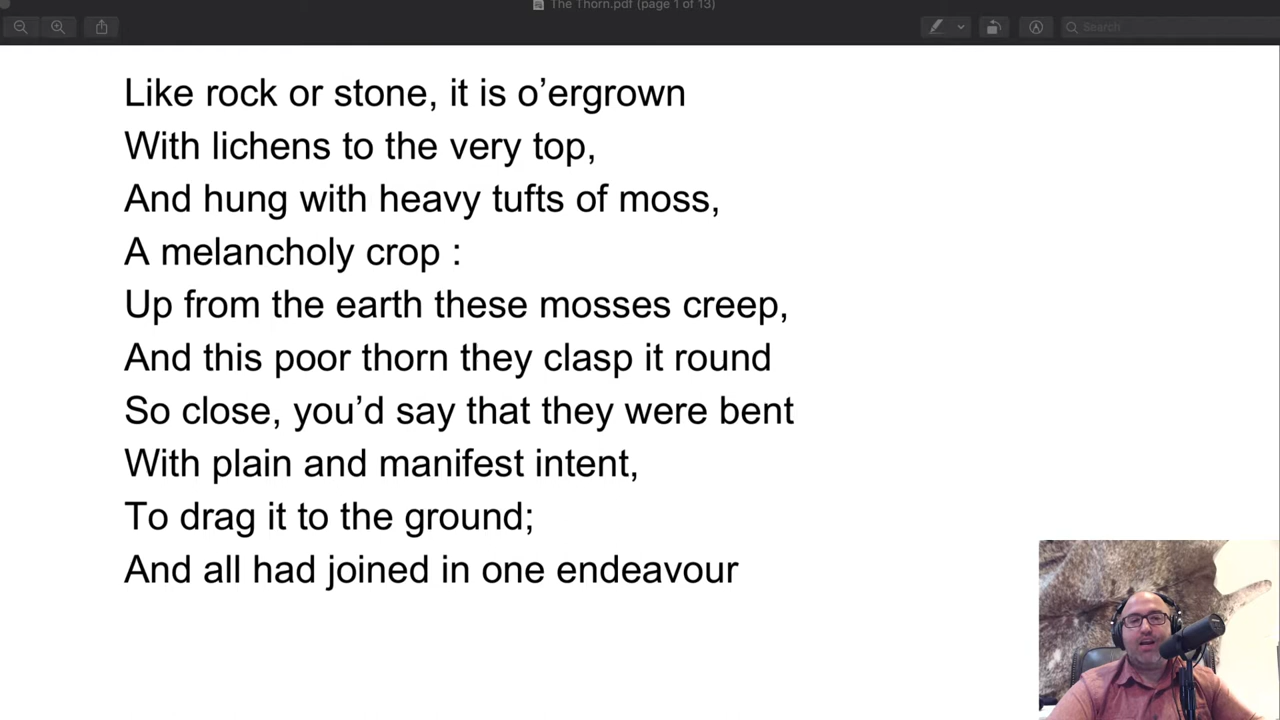 The Thorn.pdf (page 1 of 13)
Search
Like rock or stone, it is o’ergrown
With lichens to the very top,
And hung with heavy tufts of moss,
A melancholy crop :
Up from the earth these mosses creep,
And this poor thorn they clasp it round
So close, you’d say that they were bent
With plain and manifest intent,
To drag it to the ground;
And all had joined in one endeavour